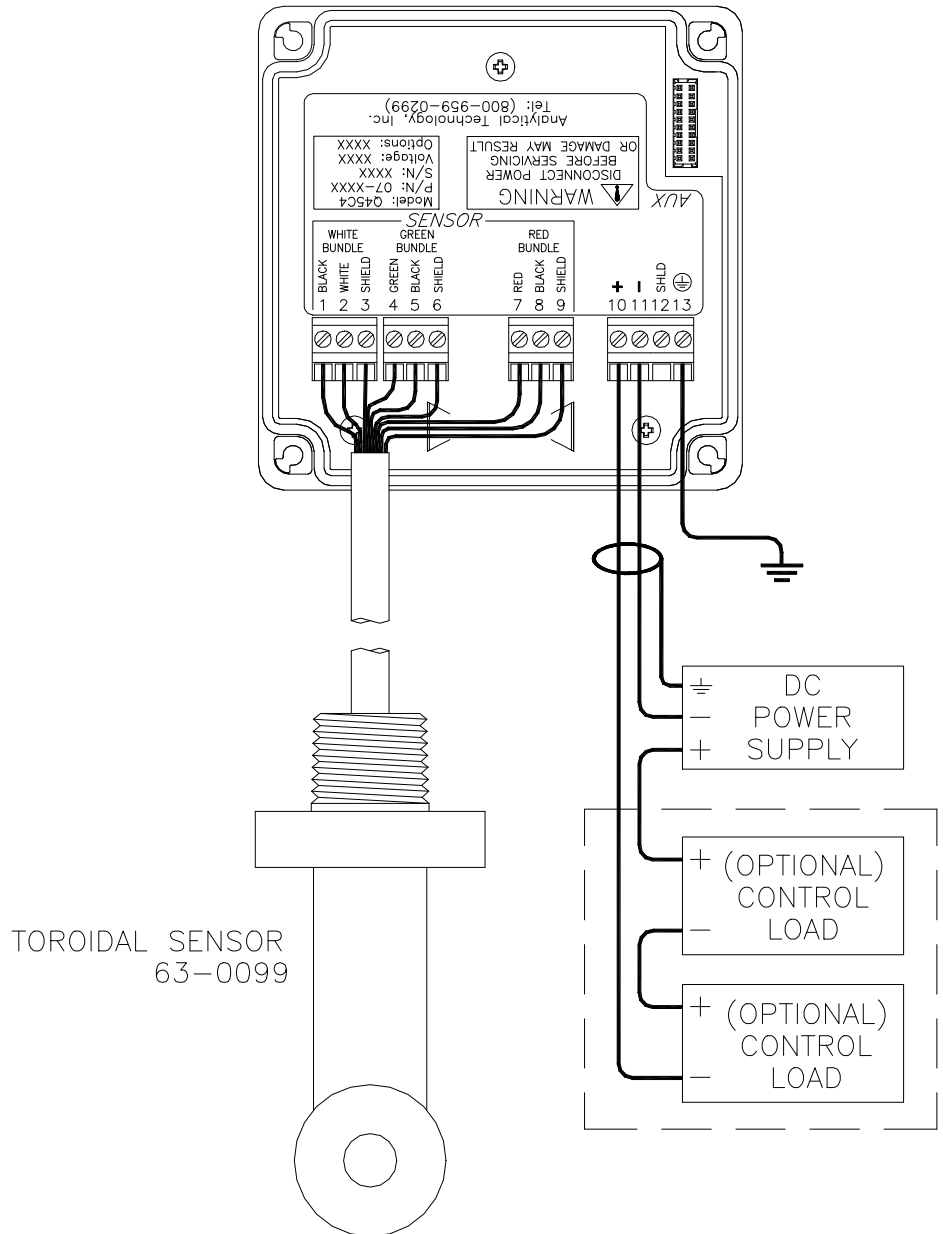 Tel: (800-959-0299)
Analytical Technology, Inc.
Options: XXXX
Voltage: XXXX
S/N: XXXX
P/N: 07-XXXX
Model: Q45C4
OR DAMAGE MAY RESULT
BEFORE SERVICING
DISCONNECT POWER
WARNING
AUX
SENSOR
WHITE
BUNDLE
GREEN
BUNDLE
RED
BUNDLE
BLACK
WHITE
SHIELD
GREEN
BLACK
SHIELD
RED
BLACK
SHIELD
+
-
SHLD
1 2 3 4 5 6 7 8 9 10 11 12 13
DC
POWER
SUPPLY
-
+
+ (OPTIONAL)
CONTROL
LOAD
-
+ (OPTIONAL)
CONTROL
LOAD
-
TOROIDAL SENSOR
63-0099